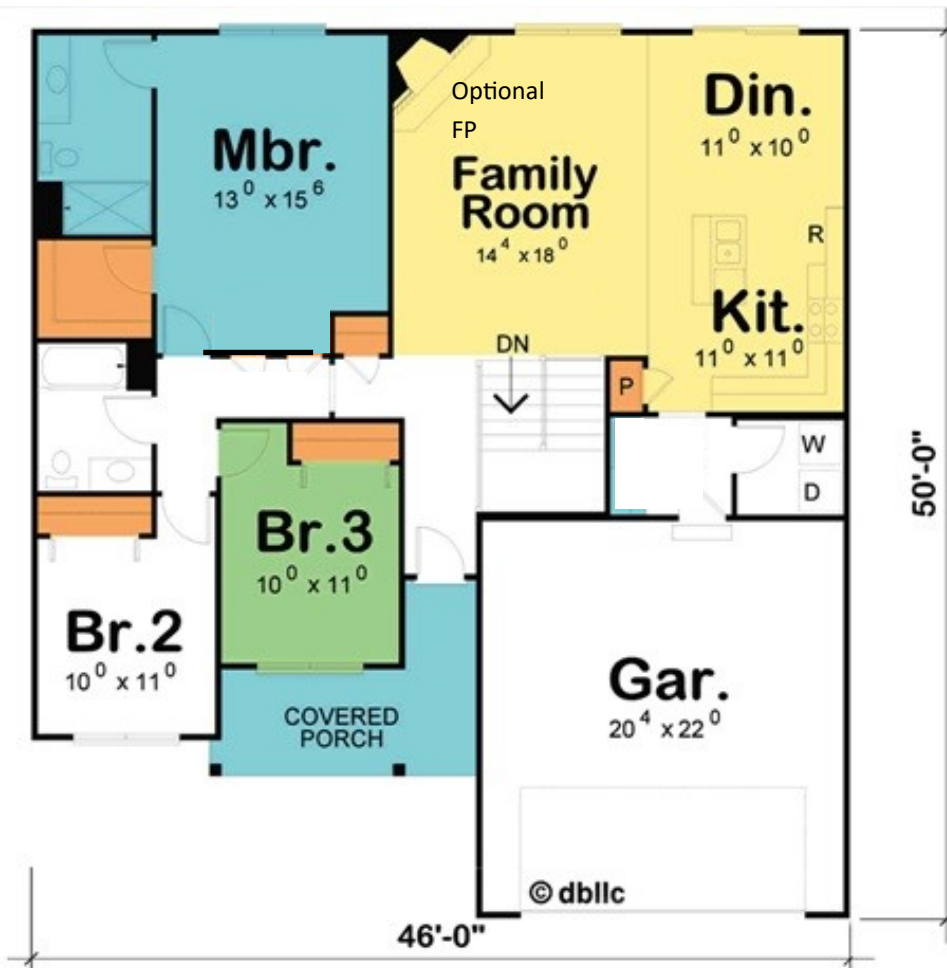 Optional
FP
Din.
11⁰ x 10⁰
Mbr.
13⁰ x 15⁶
Family
Room
14⁴ x 18⁰
R
Kit.
11⁰ x 11⁰
DN
P
W
D
50'-0"
Br.3
10⁰ x 11⁰
Br.2
10⁰ x 11⁰
Gar.
20⁴ x 22⁰
COVERED
PORCH
© dbllc
46'-0"